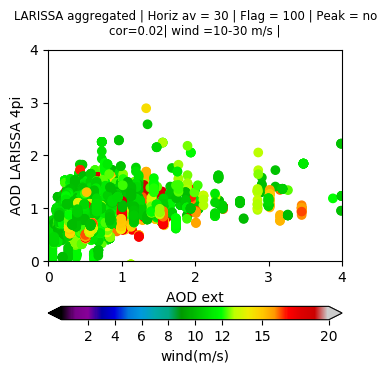 LARISSA aggregated | Horiz av = 30 | Flag = 100 | Peak = no
cor=0.02| wind =10-30 m/s |
4
3
2
1
0
AOD LARISSA 4pi
0 1 2 3 4
AOD ext
2 4 6 8 10 12 15 20
wind(m/s)